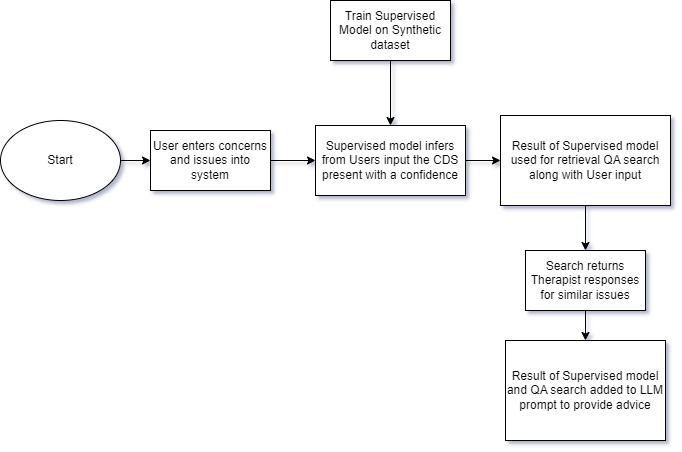 Train Supervised
Model on Synthetic
dataset
Start
User enters concerns
and issues into
system
Supervised model infers
from Users input the CDS
present with a confidence
Result of Supervised model
used for retrieval QA search
along with User input
Search returns
Therapist responses
for similar issues
Result of Supervised model
and QA search added to LLM
prompt to provide advice